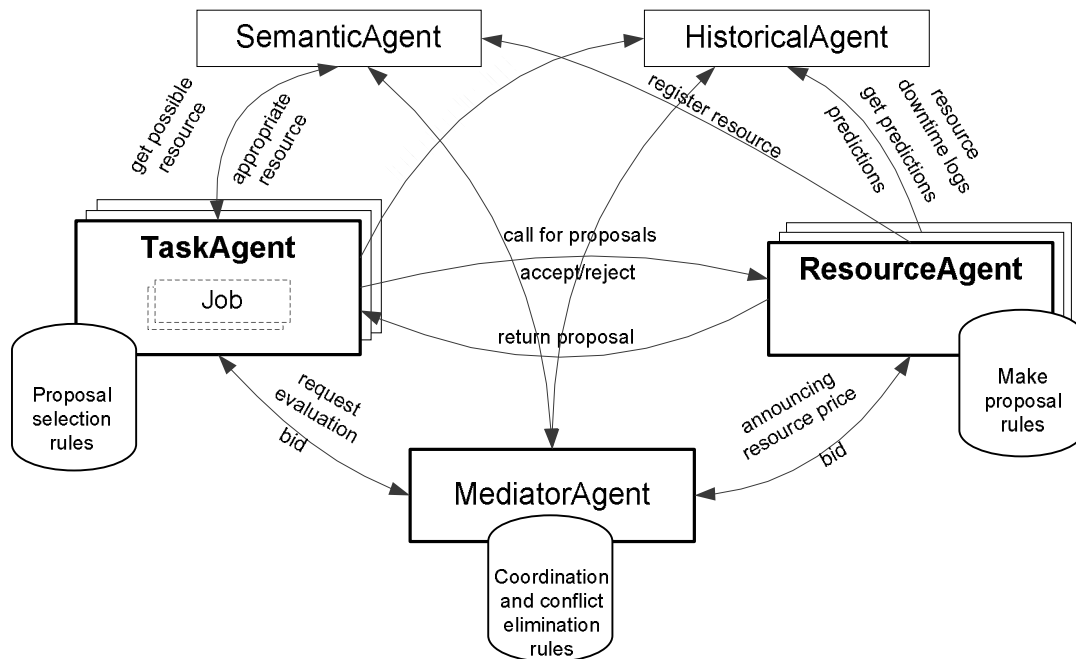 SemanticAgent
HistoricalAgent
get possible
resource
appropriate
resource
register resource
resource
downtime logs
get predictions
predictions
TaskAgent
Job
call for proposals
accept/reject
return proposal
ResourceAgent
Proposal
selection
rules
request
evaluation
bid
announcing
resource price
bid
Make
proposal
rules
MediatorAgent
Coordination
and conflict
elimination
rules